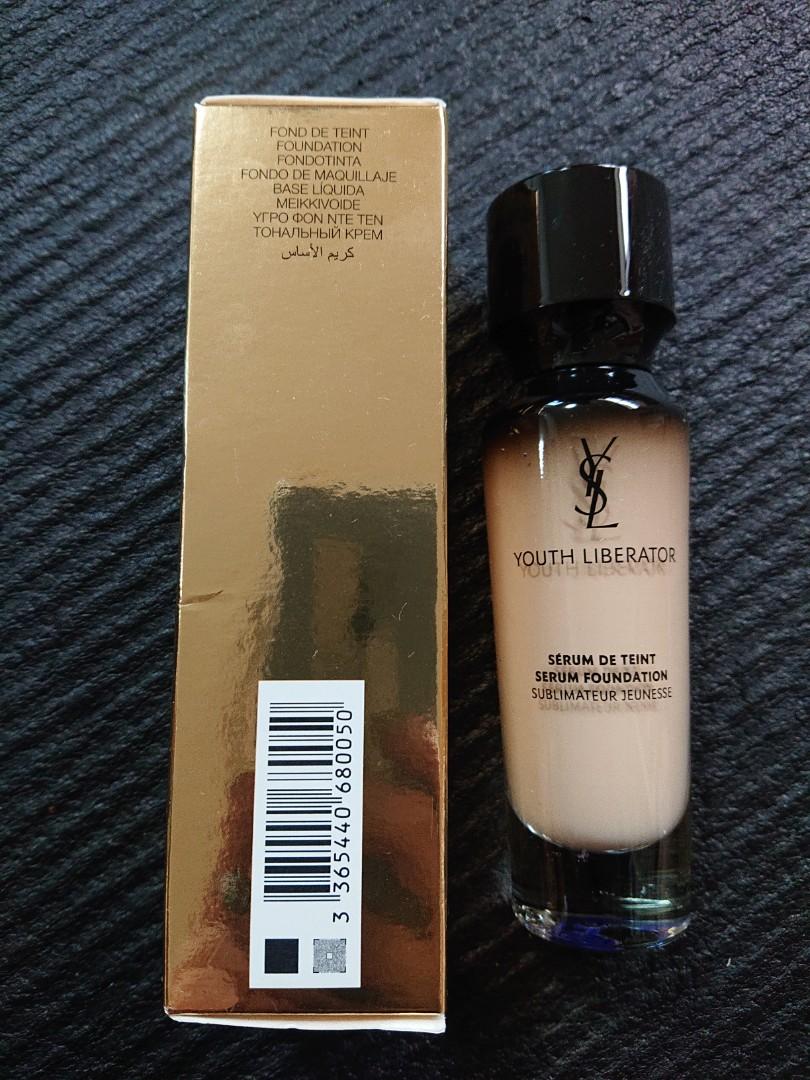 FOND DE TEINT
FOUNDATION
FONDOTINTA
FONDO DE MAQUILLAJE
BASE LÍQUIDA
MEIKKIVOIDE
ΥΓΡΟ ΦΟΝ ΝΤΕ ΤΕΝ
ТОНАЛЬНЫЙ КРЕМ
كريم الأساس
3 365440 680050
YSL
YOUTH LIBERATOR
SÉRUM DE TEINT
SERUM FOUNDATION
SUBLIMATEUR JEUNESSE